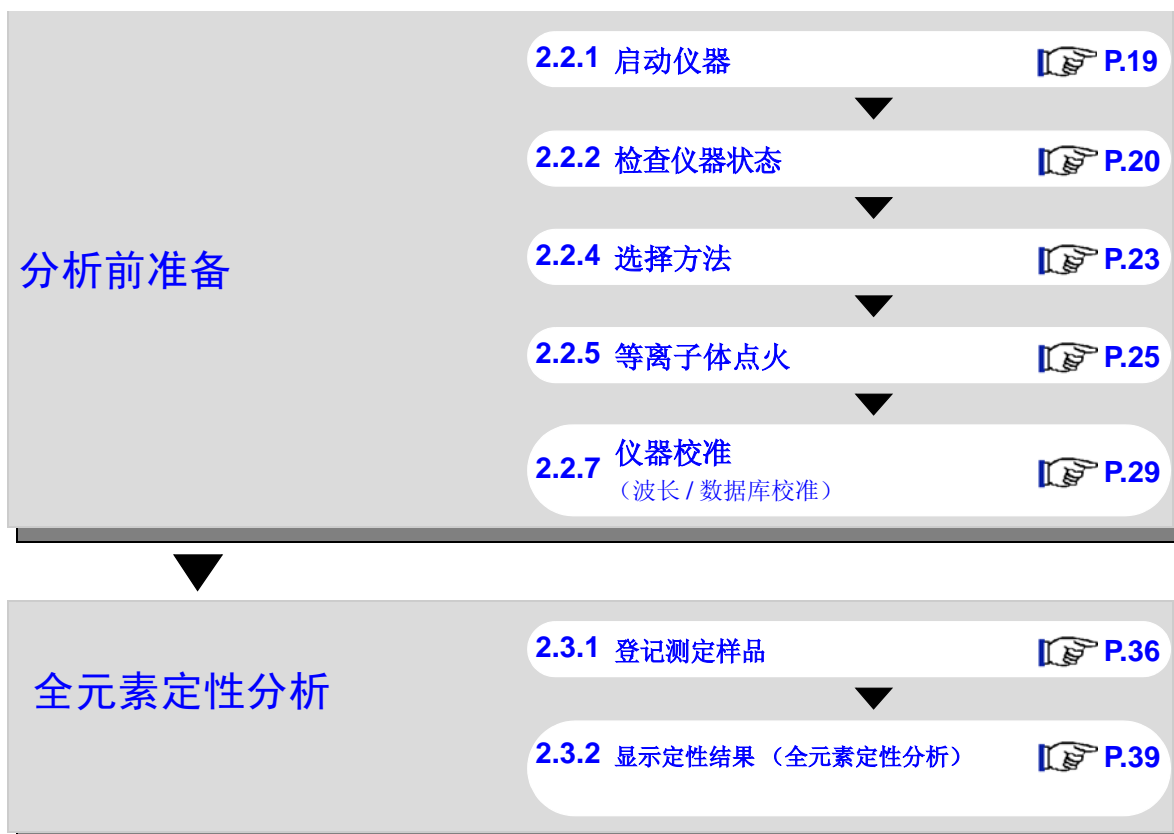 2.2.1 启动仪器 P.19
2.2.2 检查仪器状态 P.20
分析前准备
2.2.4 选择方法 P.23
2.2.5 等离子体点火 P.25
2.2.7 仪器校准 P.29
（波长 / 数据库校准）
全元素定性分析
2.3.1 登记测定样品 P.36
2.3.2 显示定性结果 （全元素定性分析） P.39